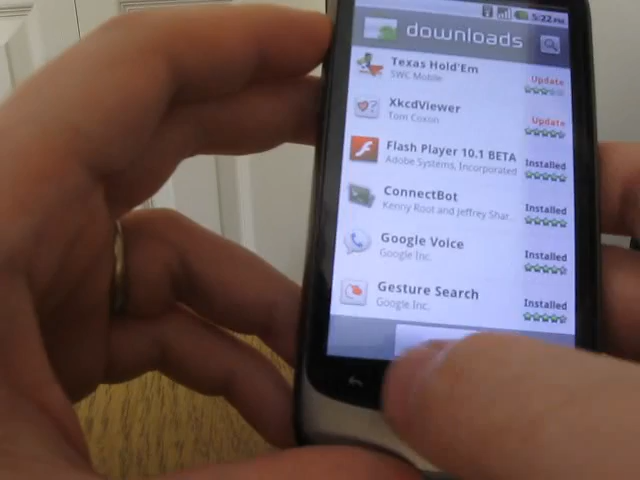 5:22 PM
downloads
Texas Hold'Em
SWC Mobile
Update
XkcdViewer
Tom Coxon
Update
Flash Player 10.1 BETA
Adobe Systems, Incorporated
Installed
ConnectBot
Kenny Root and Jeffrey Shar...
Installed
Google Voice
Google Inc.
Installed
Gesture Search
Google Inc.
Installed